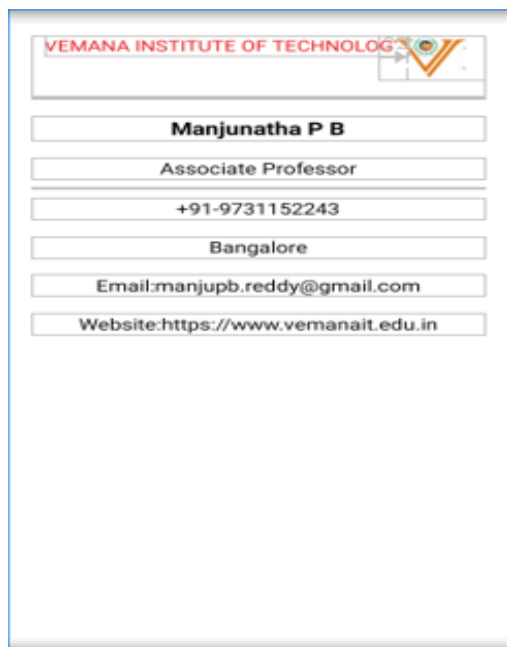 VEMANA INSTITUTE OF TECHNOLOG
Manjunatha P B
Associate Professor
+91-9731152243
Bangalore
Email:manjupb.reddy@gmail.com
Website:https://www.vemanait.edu.in